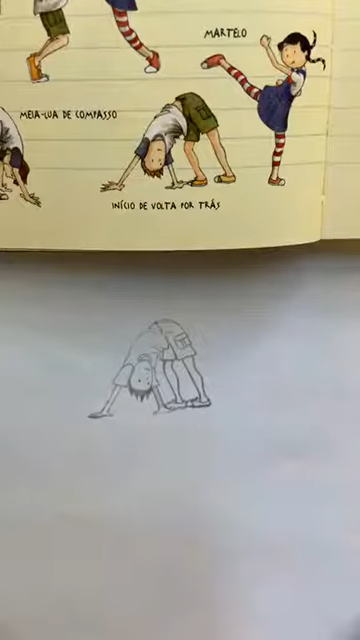 MARTELO
MEIA-LUA DE COMPASSO
INÍCIO DE VOLTA POR TRÁS